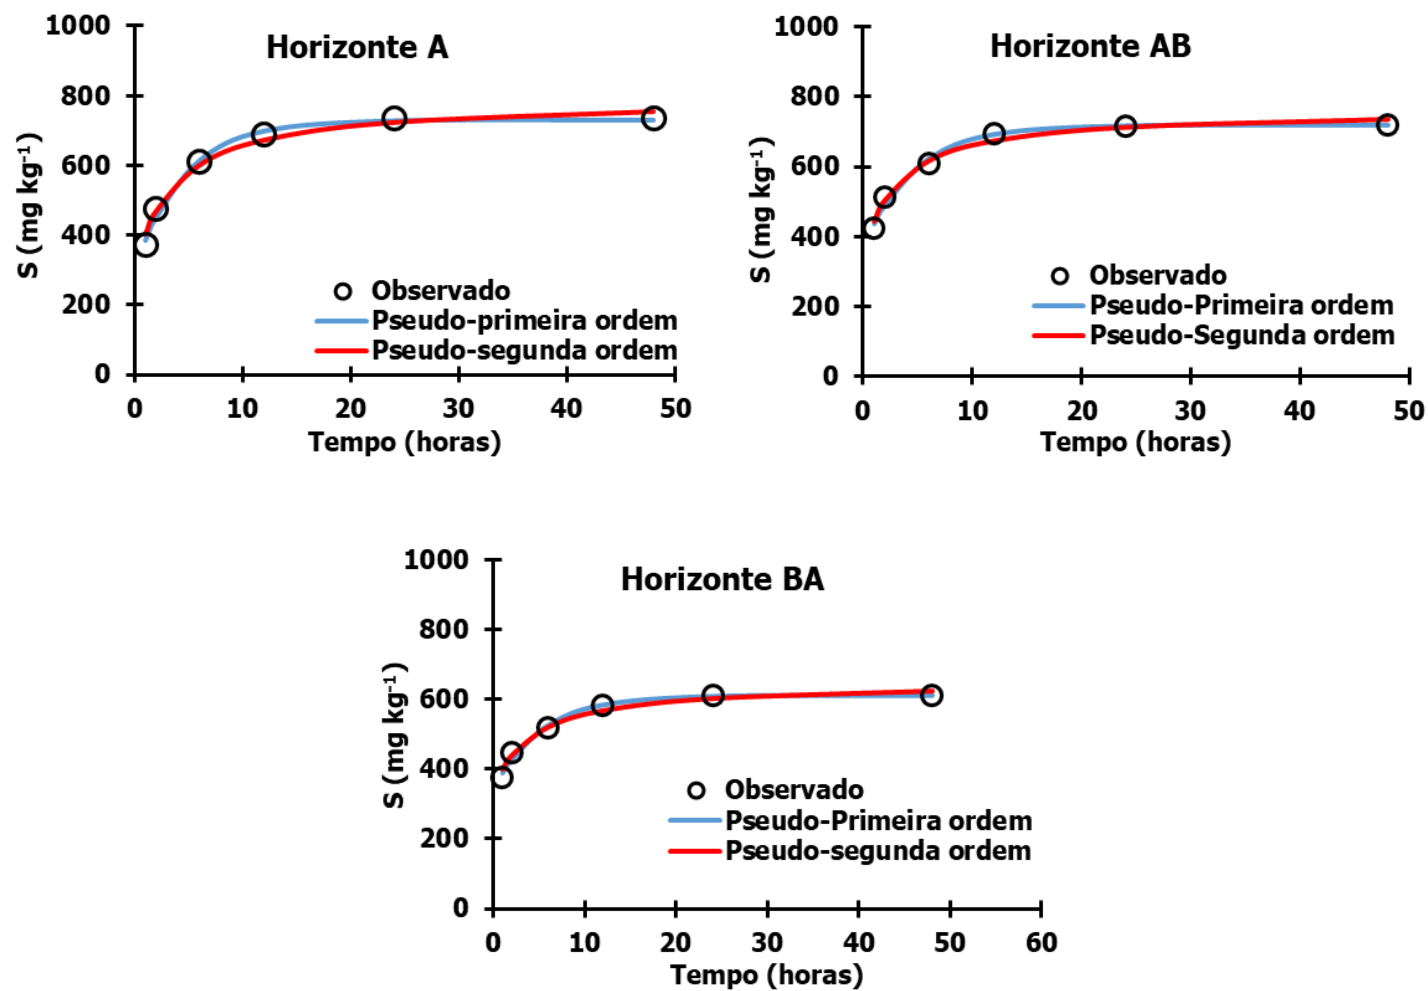 Horizonte A
1000
800
600
400
200
0
S (mg kg⁻¹)
Observado
Pseudo-primeira ordem
Pseudo-segunda ordem
0 10 20 30 40 50
Tempo (horas)
Horizonte AB
1000
800
600
400
200
0
S (mg kg⁻¹)
Observado
Pseudo-Primeira ordem
Pseudo-Segunda ordem
0 10 20 30 40 50
Tempo (horas)
Horizonte BA
1000
800
600
400
200
0
S (mg kg⁻¹)
Observado
Pseudo-Primeira ordem
Pseudo-segunda ordem
0 10 20 30 40 50 60
Tempo (horas)